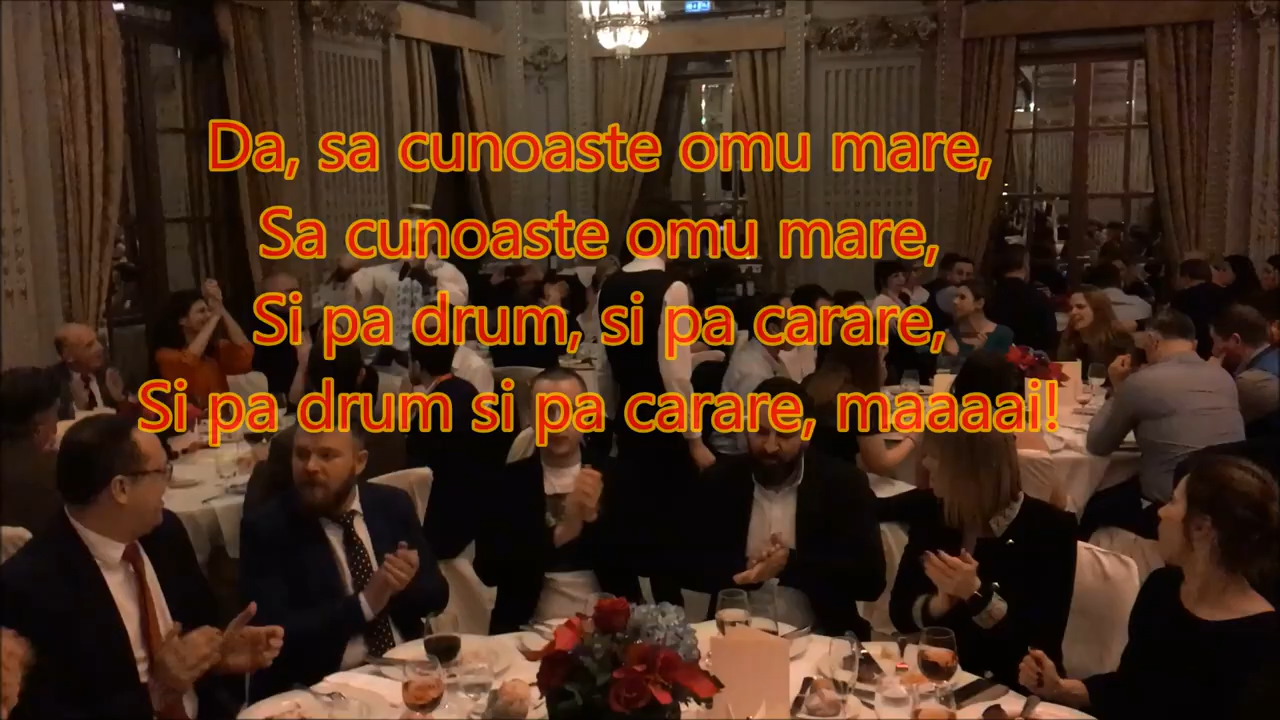 Da, sa cunoaste omu mare,
Sa cunoaste omu mare,
Si pa drum, si pa carare,
Si pa drum si pa carare, maaaai!